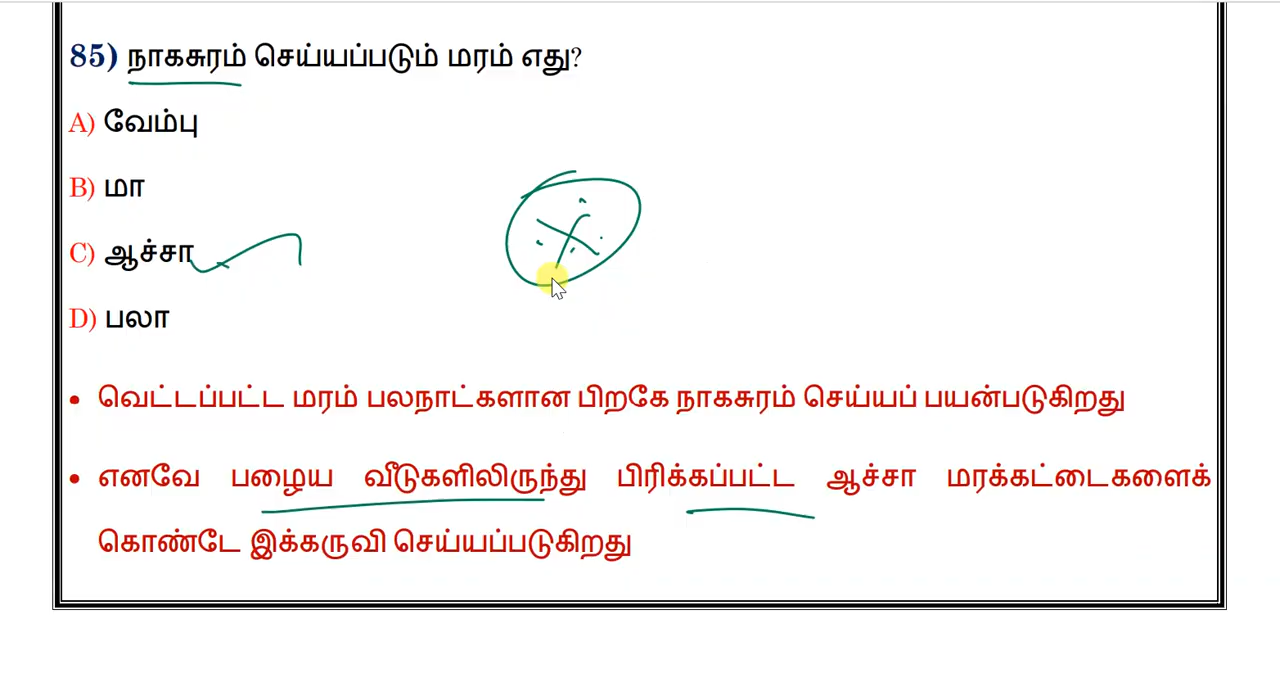 85) நாகசுரம் செய்யப்படும் மரம் எது?
A) வேம்பு
B) மா
C) ஆச்சா
D) பலா
• வெட்டப்பட்ட மரம் பலநாட்களான பிறகே நாகசுரம் செய்யப் பயன்படுகிறது
• எனவே பழைய வீடுகளிலிருந்து பிரிக்கப்பட்ட ஆச்சா மரக்கட்டைகளைக்
கொண்டே இக்கருவி செய்யப்படுகிறது